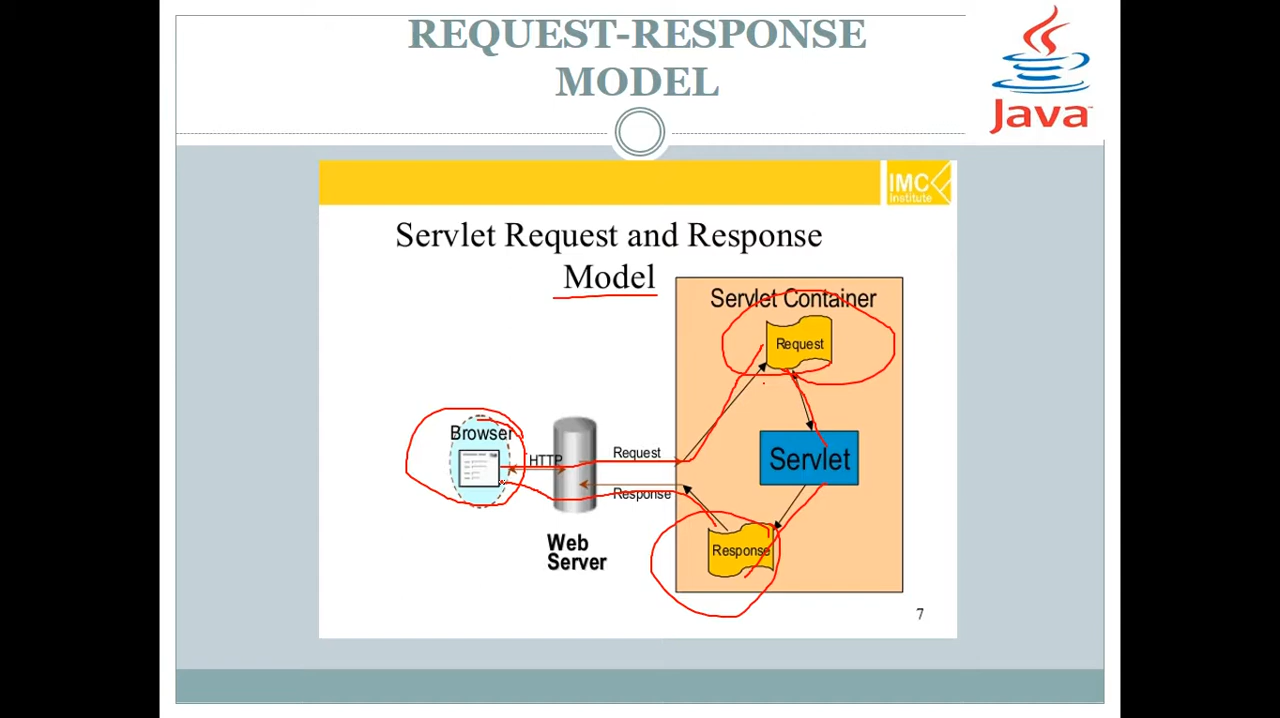 REQUEST-RESPONSE
MODEL
Java
IMC
Institute
Servlet Request and Response
Model
Servlet Container
Request
Browser
HTTP
Request
Servlet
Response
Response
Web
Server
7